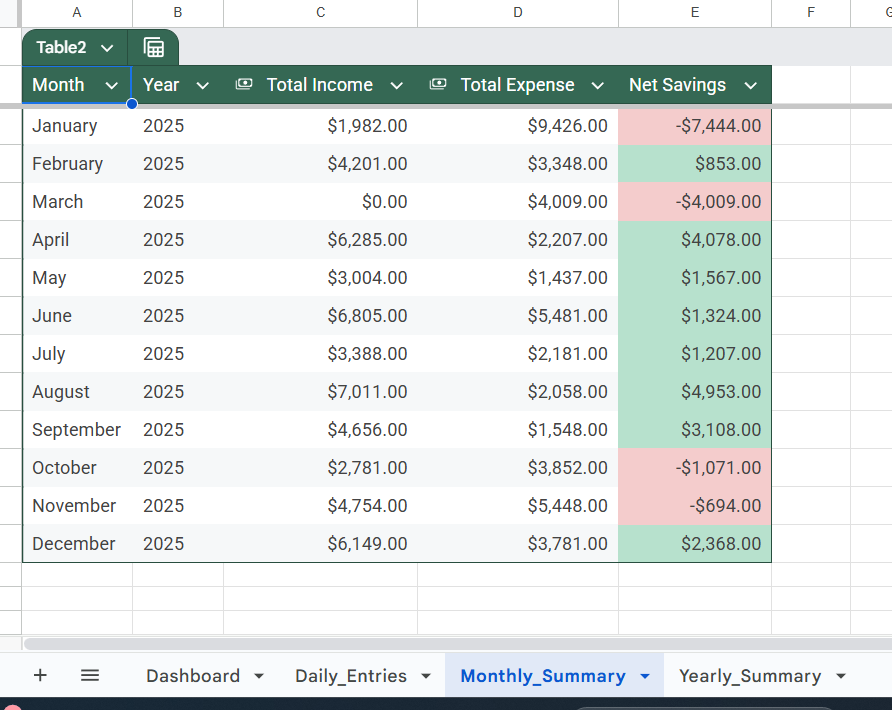 A B C D E F
Table2
Month Year Total Income Total Expense Net Savings
January 2025 $1,982.00 $9,426.00 -$7,444.00
February 2025 $4,201.00 $3,348.00 $853.00
March 2025 $0.00 $4,009.00 -$4,009.00
April 2025 $6,285.00 $2,207.00 $4,078.00
May 2025 $3,004.00 $1,437.00 $1,567.00
June 2025 $6,805.00 $5,481.00 $1,324.00
July 2025 $3,388.00 $2,181.00 $1,207.00
August 2025 $7,011.00 $2,058.00 $4,953.00
September 2025 $4,656.00 $1,548.00 $3,108.00
October 2025 $2,781.00 $3,852.00 -$1,071.00
November 2025 $4,754.00 $5,448.00 -$694.00
December 2025 $6,149.00 $3,781.00 $2,368.00
Dashboard Daily_Entries Monthly_Summary Yearly_Summary